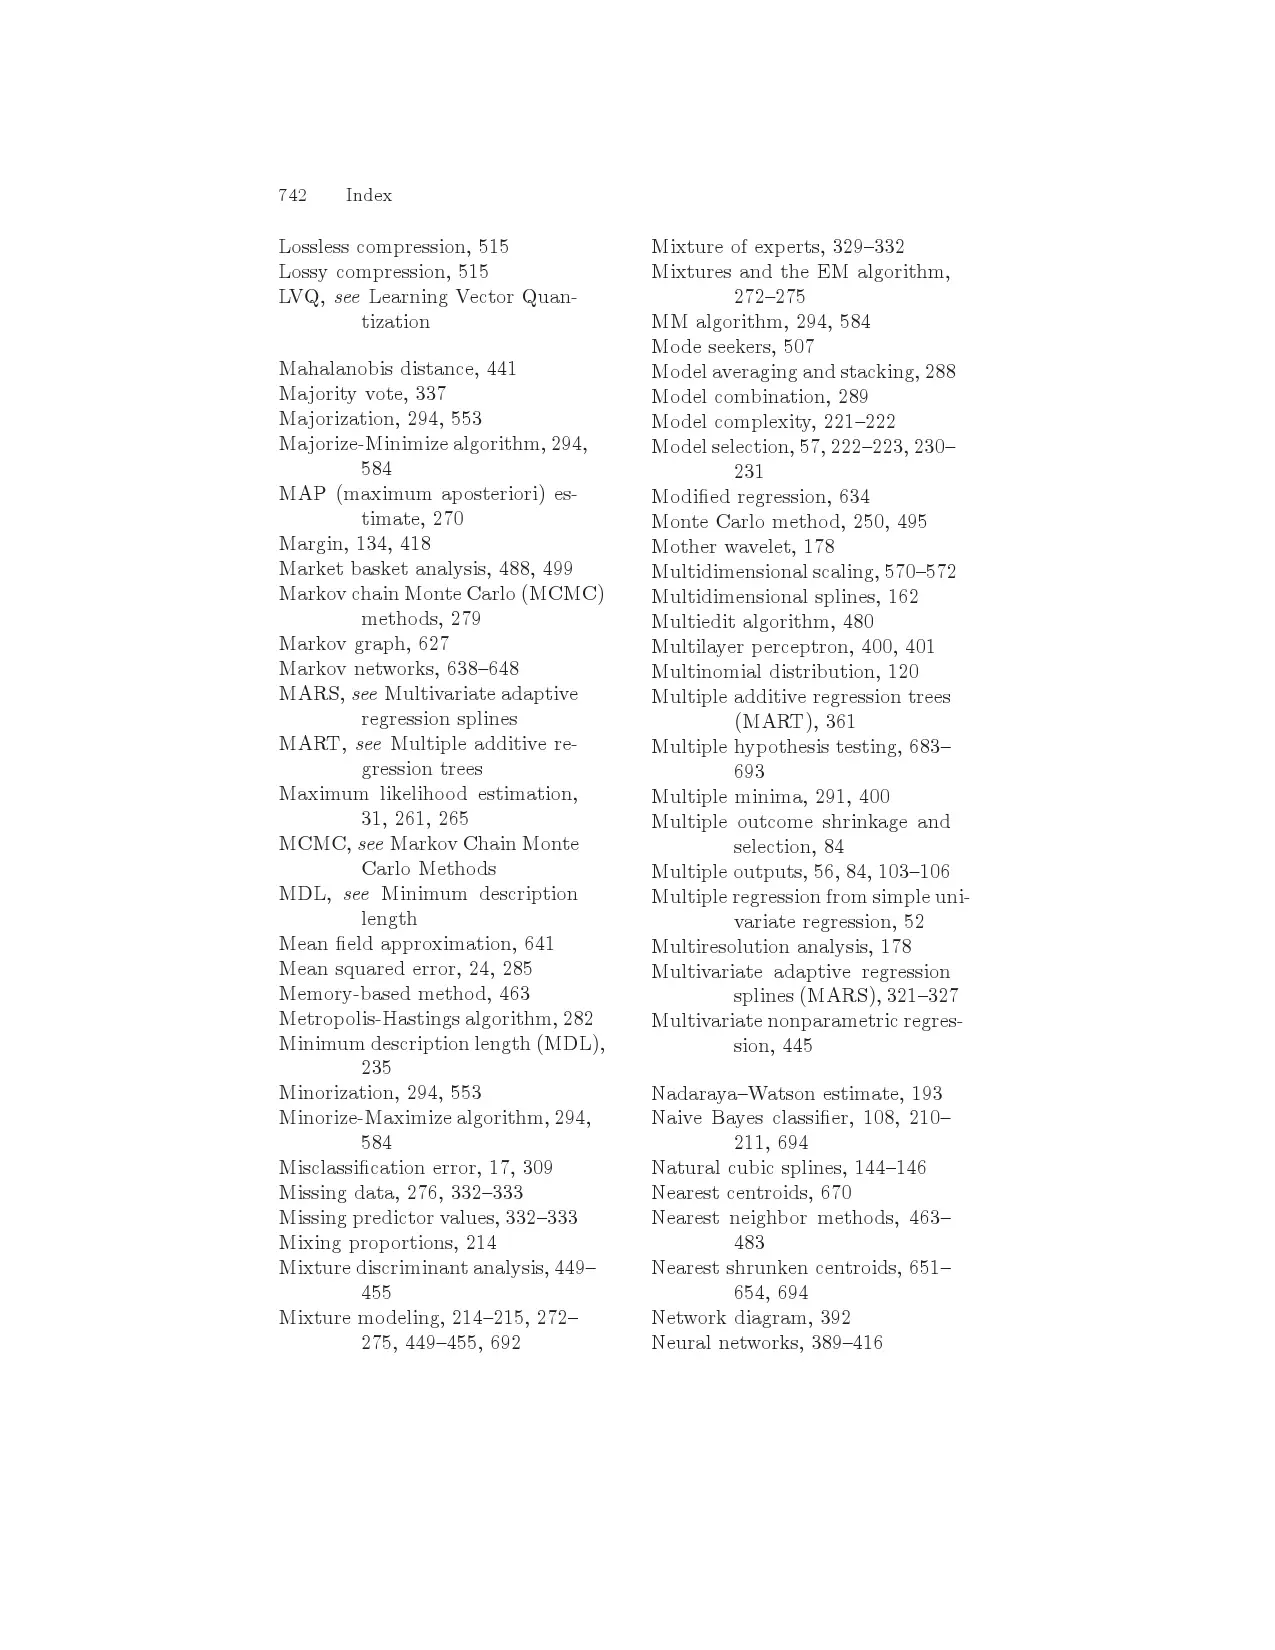 742 Index
Lossless compression, 515
Lossy compression, 515
LVQ, see Learning Vector Quan-
tization
Mahalanobis distance, 441
Majority vote, 337
Majorization, 294, 553
Majorize-Minimize algorithm, 294,
584
MAP (maximum aposteriori) es-
timate, 270
Margin, 134, 418
Market basket analysis, 488, 499
Markov chain Monte Carlo (MCMC)
methods, 279
Markov graph, 627
Markov networks, 638–648
MARS, see Multivariate adaptive
regression splines
MART, see Multiple additive re-
gression trees
Maximum likelihood estimation,
31, 261, 265
MCMC, see Markov Chain Monte
Carlo Methods
MDL, see Minimum description
length
Mean field approximation, 641
Mean squared error, 24, 285
Memory-based method, 463
Metropolis-Hastings algorithm, 282
Minimum description length (MDL),
235
Minorization, 294, 553
Minorize-Maximize algorithm, 294,
584
Misclassification error, 17, 309
Missing data, 276, 332–333
Missing predictor values, 332–333
Mixing proportions, 214
Mixture discriminant analysis, 449–
455
Mixture modeling, 214–215, 272–
275, 449–455, 692
Mixture of experts, 329–332
Mixtures and the EM algorithm,
272–275
MM algorithm, 294, 584
Mode seekers, 507
Model averaging and stacking, 288
Model combination, 289
Model complexity, 221–222
Model selection, 57, 222–223, 230–
231
Modified regression, 634
Monte Carlo method, 250, 495
Mother wavelet, 178
Multidimensional scaling, 570–572
Multidimensional splines, 162
Multiedit algorithm, 480
Multilayer perceptron, 400, 401
Multinomial distribution, 120
Multiple additive regression trees
(MART), 361
Multiple hypothesis testing, 683–
693
Multiple minima, 291, 400
Multiple outcome shrinkage and
selection, 84
Multiple outputs, 56, 84, 103–106
Multiple regression from simple uni-
variate regression, 52
Multiresolution analysis, 178
Multivariate adaptive regression
splines (MARS), 321–327
Multivariate nonparametric regres-
sion, 445
Nadaraya–Watson estimate, 193
Naive Bayes classifier, 108, 210–
211, 694
Natural cubic splines, 144–146
Nearest centroids, 670
Nearest neighbor methods, 463–
483
Nearest shrunken centroids, 651–
654, 694
Network diagram, 392
Neural networks, 389–416